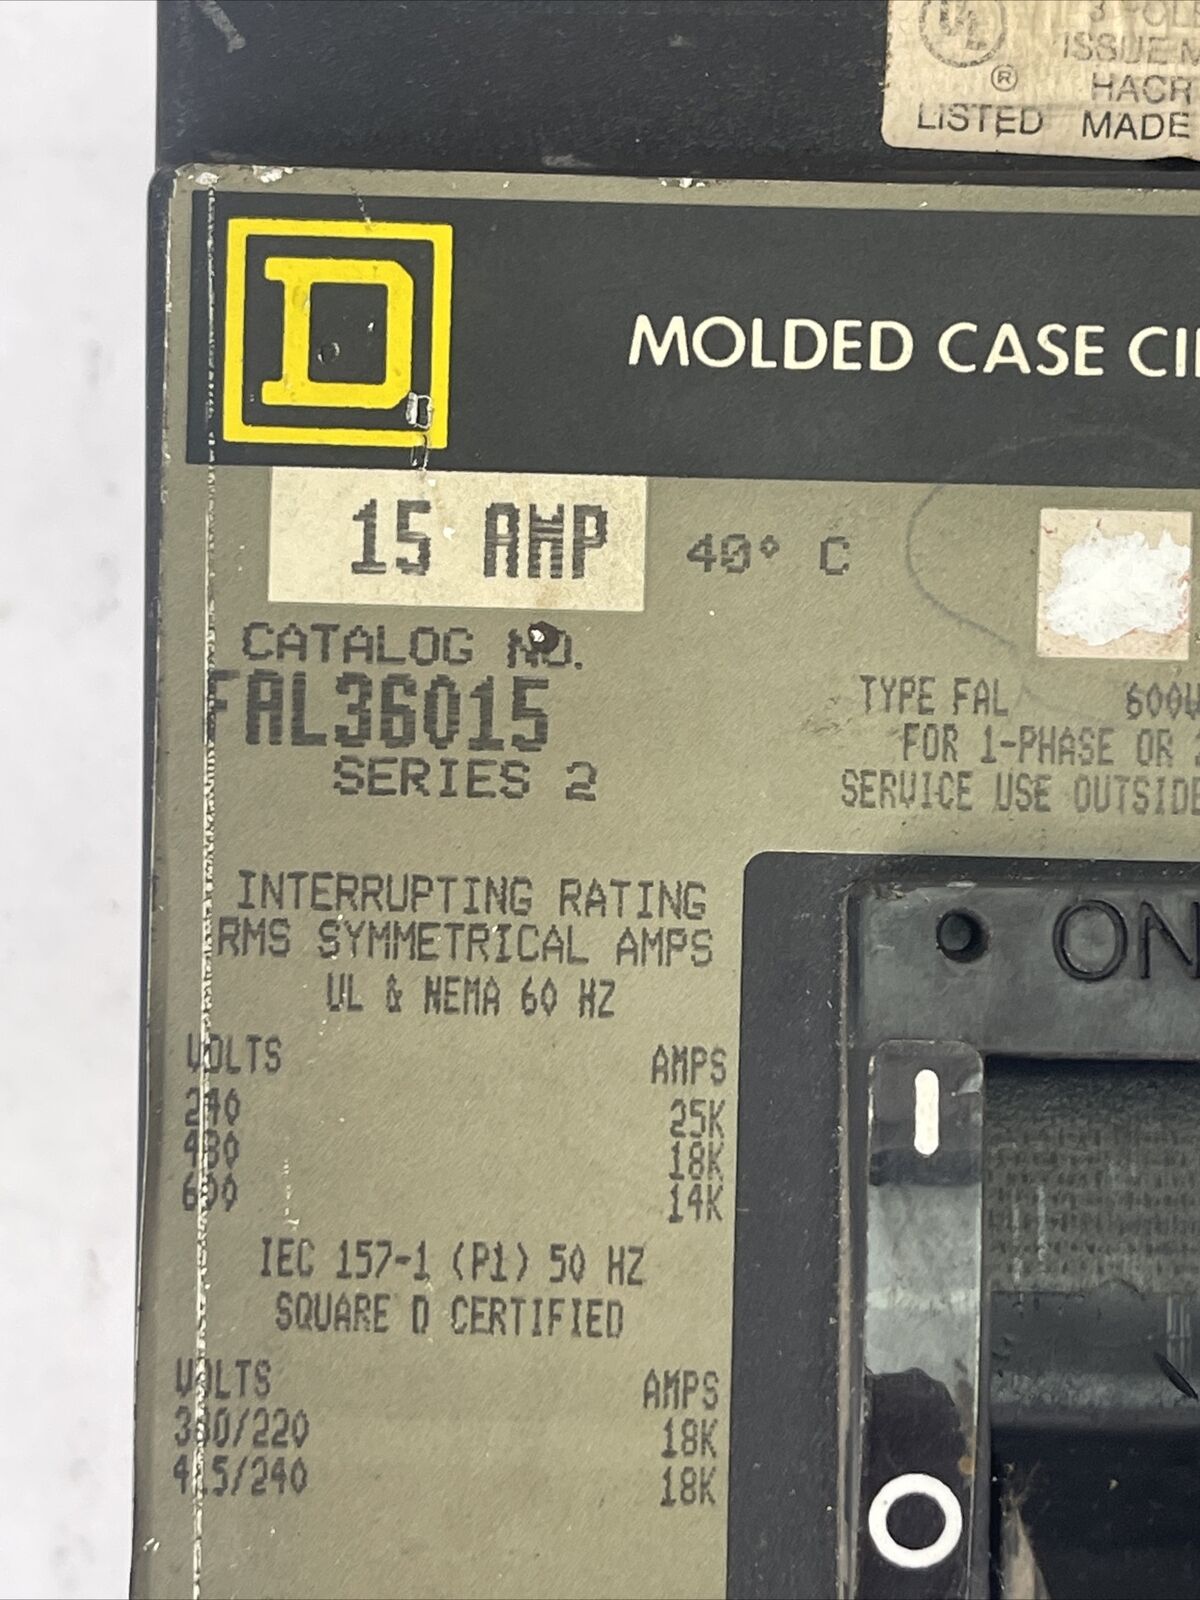 UL
®
LISTED
ISSUE
HACR
MADE
D
MOLDED CASE
15 AMP 40° C
CATALOG NO.
FAL36015
SERIES 2
TYPE FAL
FOR 1-PHASE OR
SERVICE USE OUTSIDE
ON
INTERRUPTING RATING
RMS SYMMETRICAL AMPS
UL & NEMA 60 HZ
VOLTS AMPS
240 25K
480 18K
600 14K
IEC 157-1 (P1) 50 HZ
SQUARE D CERTIFIED
VOLTS AMPS
380/220 18K
415/240 18K
I
O